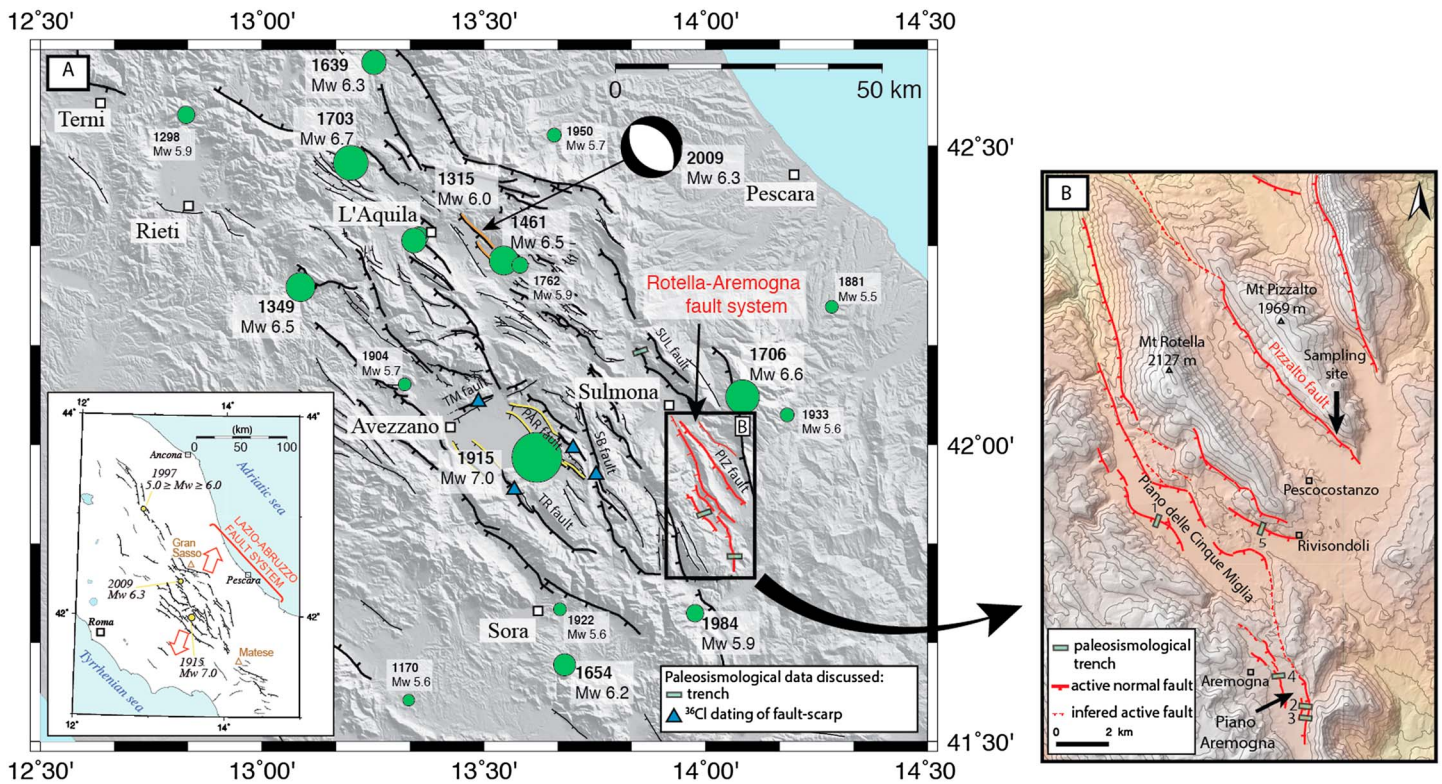 12˚30'
13˚00'
13˚30'
14˚00'
14˚30'
A
1639
Mw 6.3
0
50 km
Terni
1298
Mw 5.9
1703
Mw 6.7
1950
Mw 5.7
2009
Mw 6.3
42˚30'
Pescara
1315
Mw 6.0
L'Aquila
Rieti
1461
Mw 6.5
1762
Mw 5.9
Rotella-Aremogna
fault system
1881
Mw 5.5
1349
Mw 6.5
SUL fault
1904
Mw 5.7
1706
Mw 6.6
Sulmona
TM fault
1933
Mw 5.6
Avezzano
PAR fault
SB fault
B
42˚00'
1915
Mw 7.0
PIZ fault
TR fault
Sora
1922
Mw 5.6
1984
Mw 5.9
1170
Mw 5.6
1654
Mw 6.2
Paleosismological data discussed:
trench
36Cl dating of fault-scarp
41˚30'
12˚30'
13˚00'
13˚30'
14˚00'
14˚30'
12°
14°
44°
44°
(km)
0 50 100
Ancona
1997
5.0 ≥ Mw ≥ 6.0
Adriatic sea
LAZIO-ABRUZZO
FAULT SYSTEM
Gran
Sasso
Pescara
2009
Mw 6.3
42°
42°
Roma
1915
Mw 7.0
Matese
Tyrrhenian sea
12°
14°
B
Mt Pizzalto
1969 m
Mt Rotella
2127 m
Pizzalto fault
Sampling
site
Pescocostanzo
Piano delle Cinque Miglia
1
5
Rivisondoli
Aremogna
4
2
3
Piano
Aremogna
paleosismological
trench
active normal fault
infered active fault
0 2 km